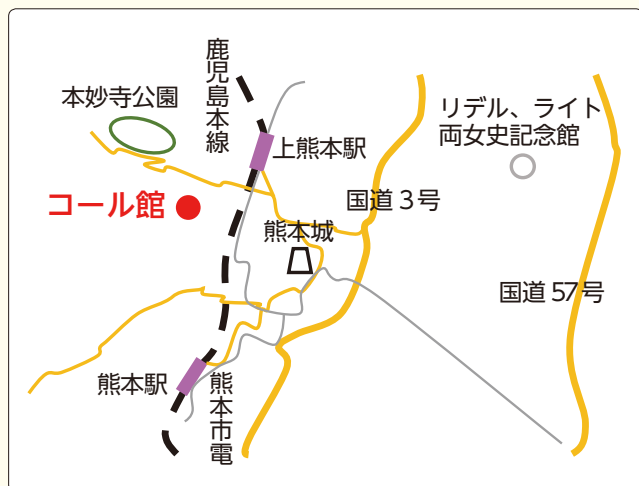 鹿児島本線
本妙寺公園
上熊本駅
リデル、ライト
両女史記念館
コール館
国道３号
熊本城
国道 57号
熊本駅
熊本市電